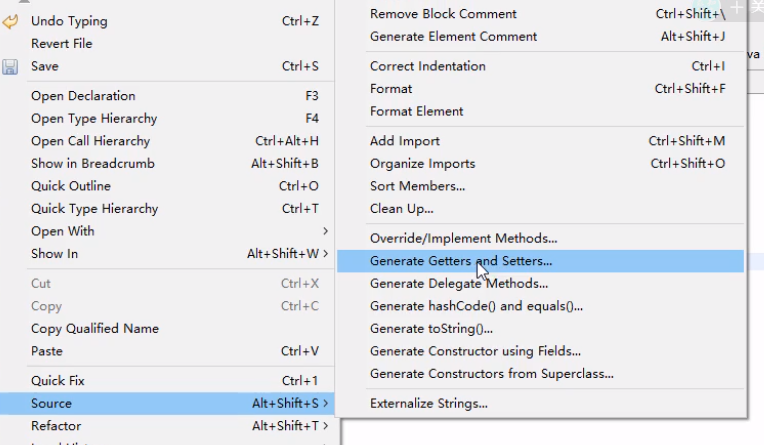 Undo Typing Ctrl+Z
Revert File
Save Ctrl+S
Open Declaration F3
Open Type Hierarchy F4
Open Call Hierarchy Ctrl+Alt+H
Show in Breadcrumb Alt+Shift+B
Quick Outline Ctrl+O
Quick Type Hierarchy Ctrl+T
Open With >
Show In Alt+Shift+W >
Cut Ctrl+X
Copy Ctrl+C
Copy Qualified Name
Paste Ctrl+V
Quick Fix Ctrl+1
Source Alt+Shift+S >
Refactor Alt+Shift+T >
Remove Block Comment Ctrl+Shift+\
Generate Element Comment Alt+Shift+J
Correct Indentation Ctrl+I
Format Ctrl+Shift+F
Format Element
Add Import Ctrl+Shift+M
Organize Imports Ctrl+Shift+O
Sort Members...
Clean Up...
Override/Implement Methods...
Generate Getters and Setters...
Generate Delegate Methods...
Generate hashCode() and equals()...
Generate toString()...
Generate Constructor using Fields...
Generate Constructors from Superclass...
Externalize Strings...
va